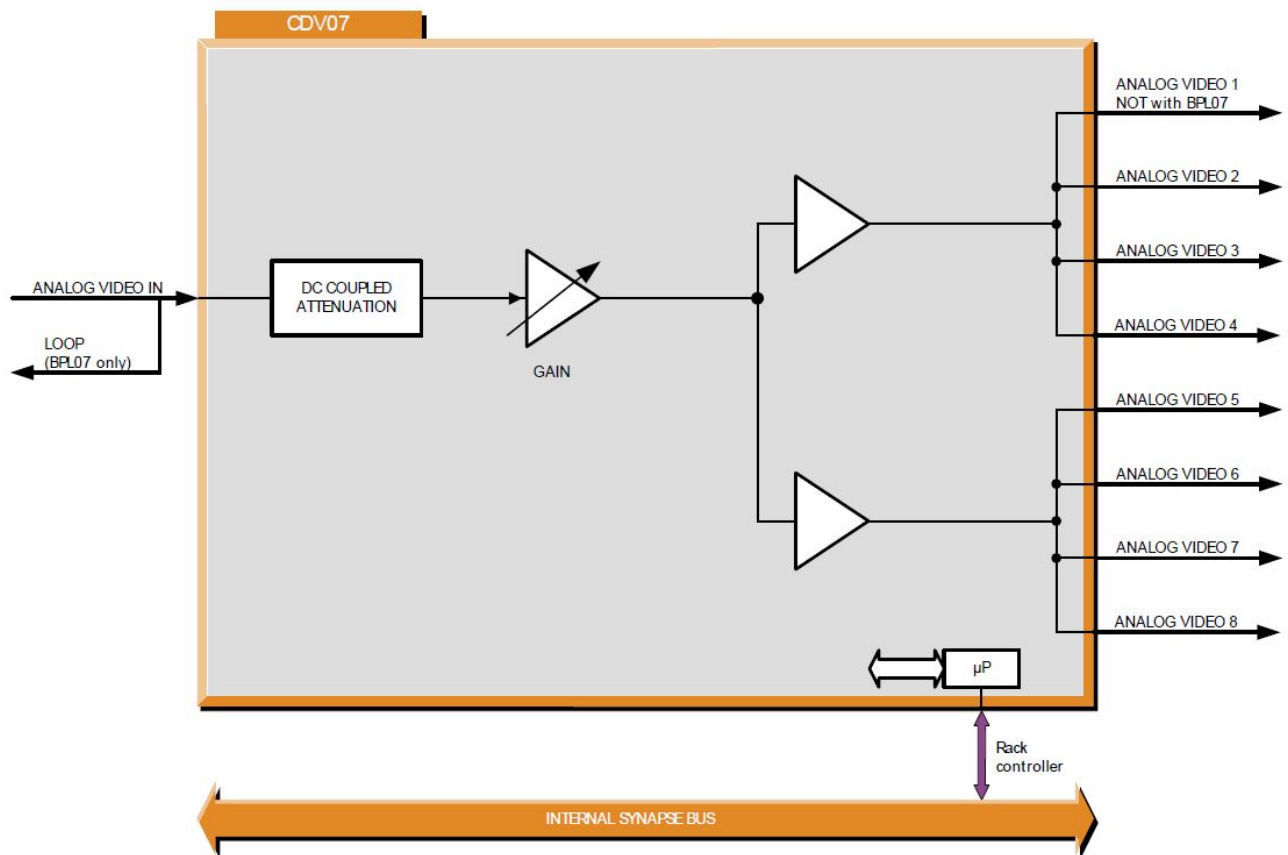 CDV07
ANALOG VIDEO IN
LOOP
(BPL07 only)
DC COUPLED
ATTENUATION
GAIN
ANALOG VIDEO 1
NOT with BPL07
ANALOG VIDEO 2
ANALOG VIDEO 3
ANALOG VIDEO 4
ANALOG VIDEO 5
ANALOG VIDEO 6
ANALOG VIDEO 7
ANALOG VIDEO 8
µP
Rack
controller
INTERNAL SYNAPSE BUS